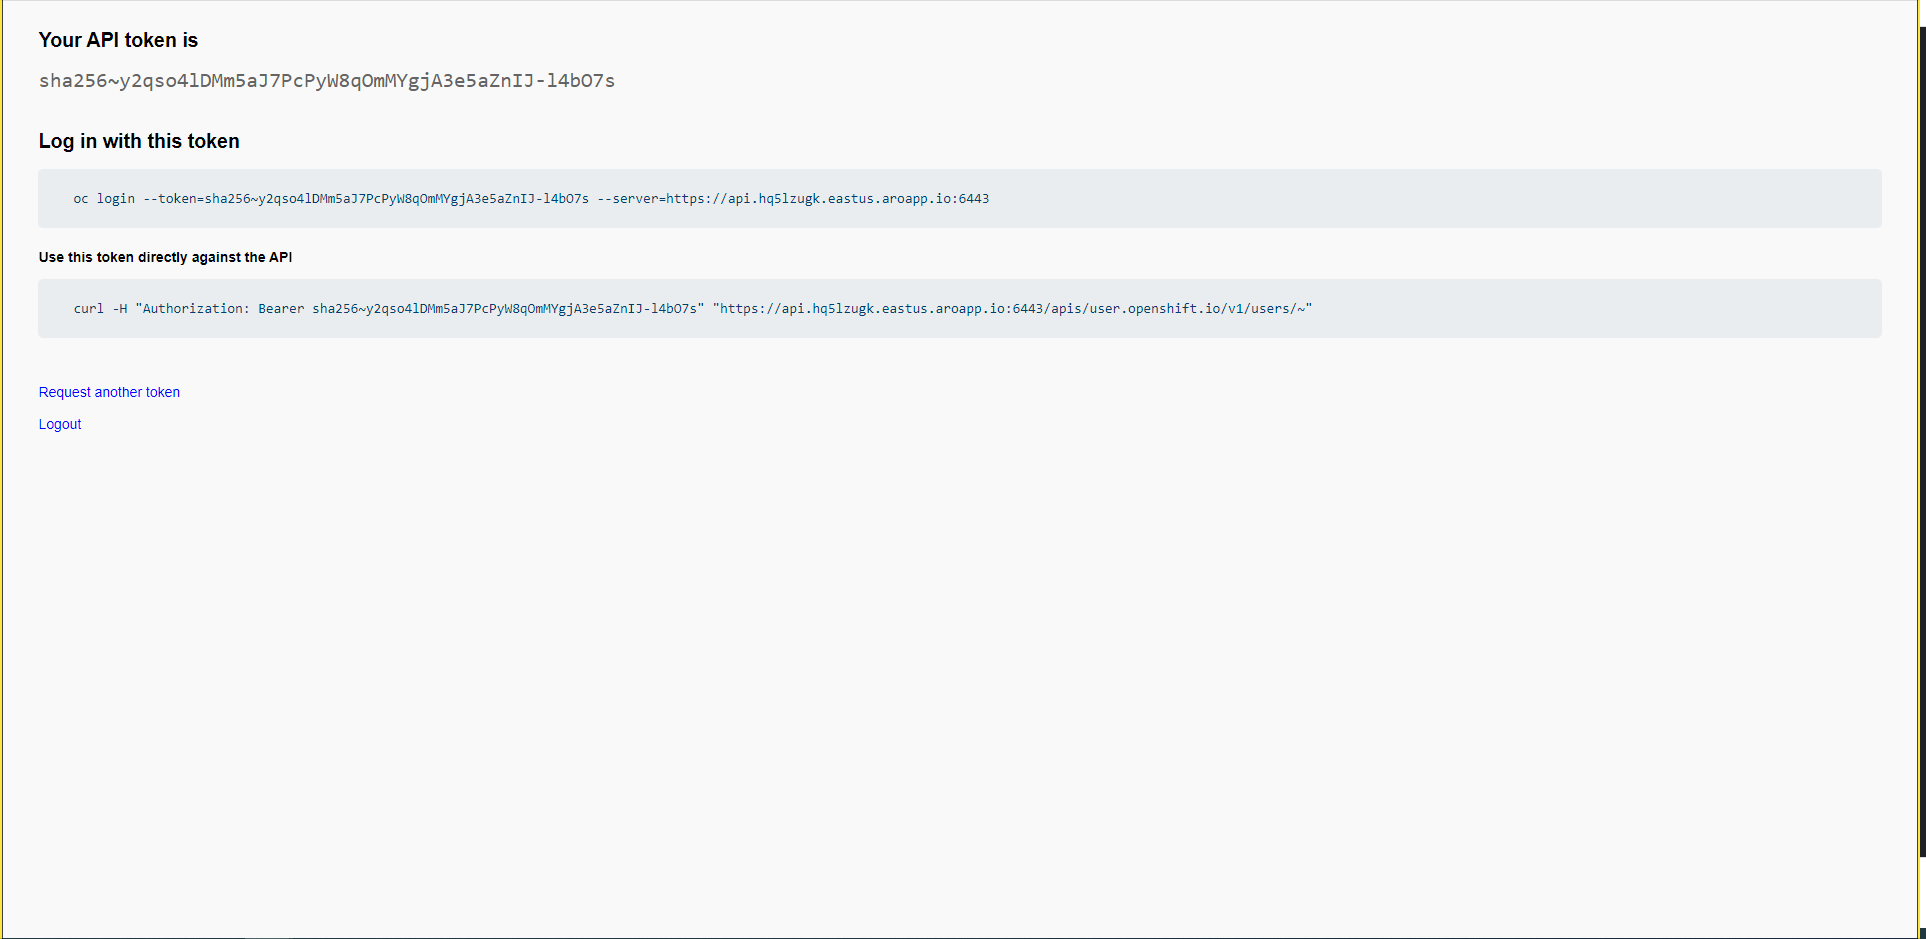 Your API token is
sha256~y2qso4lDMm5aJ7PcPyW8qOmMYgjA3e5aZnIJ-l4bO7s
Log in with this token
oc login --token=sha256~y2qso4lDMm5aJ7PcPyW8qOmMYgjA3e5aZnIJ-l4bO7s --server=https://api.hq5lzugk.eastus.aroapp.io:6443
Use this token directly against the API
curl -H "Authorization: Bearer sha256~y2qso4lDMm5aJ7PcPyW8qOmMYgjA3e5aZnIJ-l4bO7s" "https://api.hq5lzugk.eastus.aroapp.io:6443/apis/user.openshift.io/v1/users/~"
Request another token
Logout